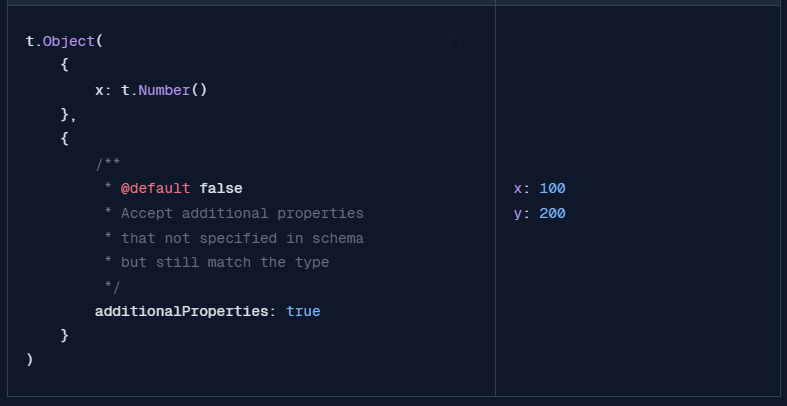 t.Object(
    {
        x: t.Number()
    },
    {
        /**
         * @default false
         * Accept additional properties
         * that not specified in schema
         * but still match the type
         */
        additionalProperties: true
    }
)
x: 100
y: 200